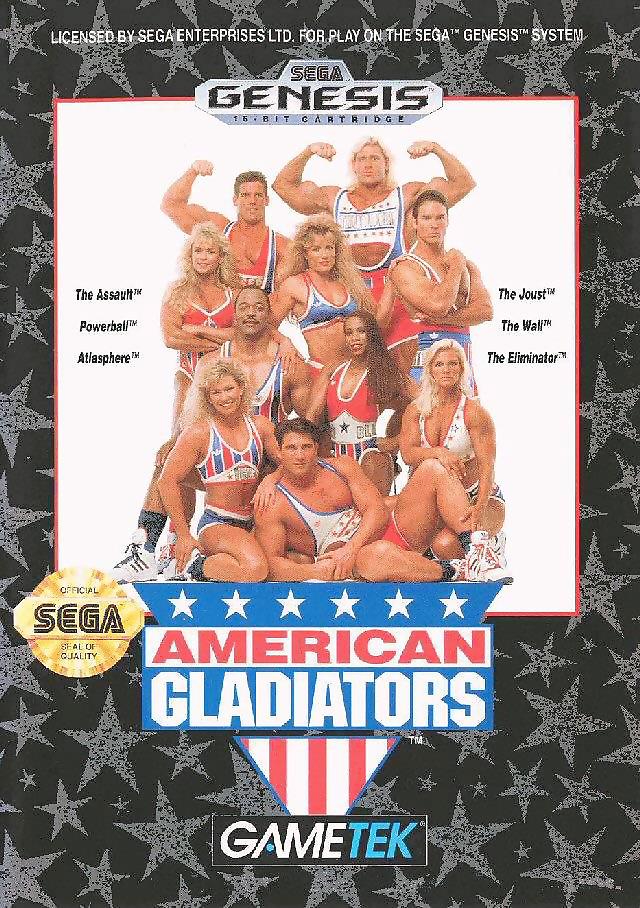 LICENSED BY SEGA ENTERPRISES LTD. FOR PLAY ON THE SEGA™ GENESIS™ SYSTEM
SEGA
GENESIS
16-BIT CARTRIDGE
The Assault™
Powerball™
Atlasphere™
The Joust™
The Wall™
The Eliminator™
OFFICIAL
SEGA
SEAL OF
QUALITY
AMERICAN
GLADIATORS
™
GAMETEK®